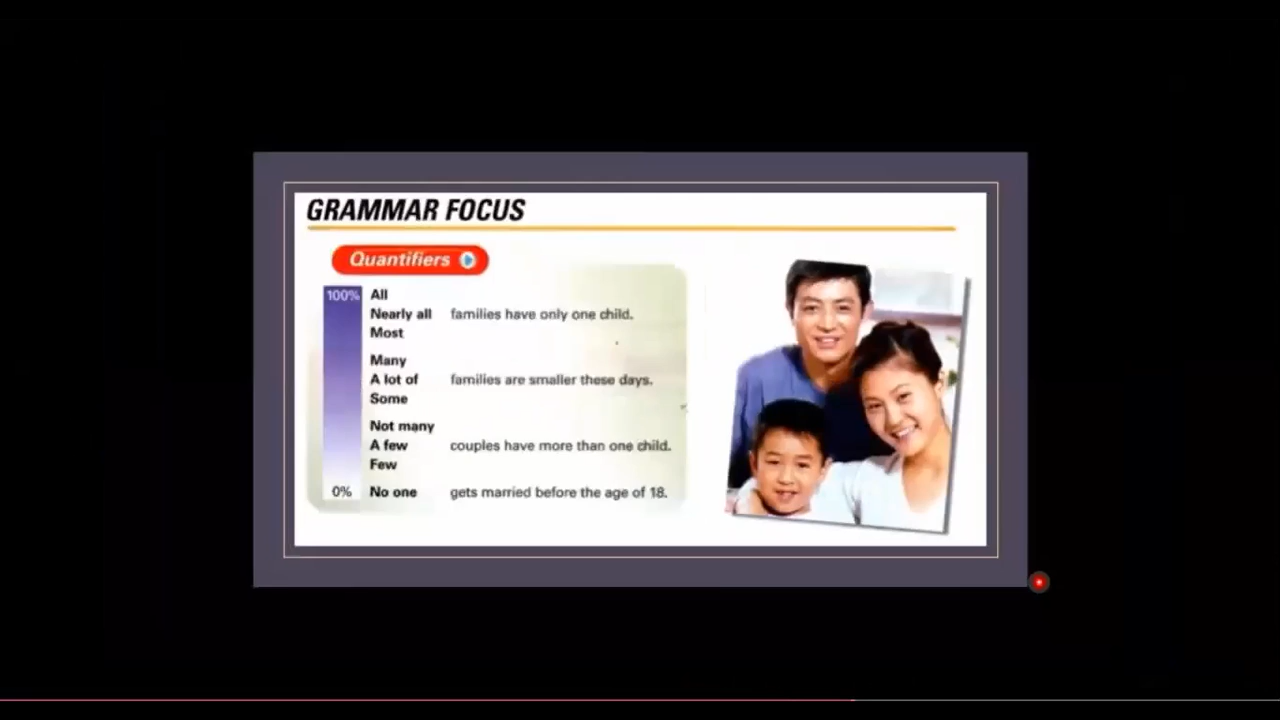 GRAMMAR FOCUS
Quantifiers
100% All
Nearly all families have only one child.
Most
Many
A lot of families are smaller these days.
Some
Not many
A few couples have more than one child.
Few
0% No one gets married before the age of 18.